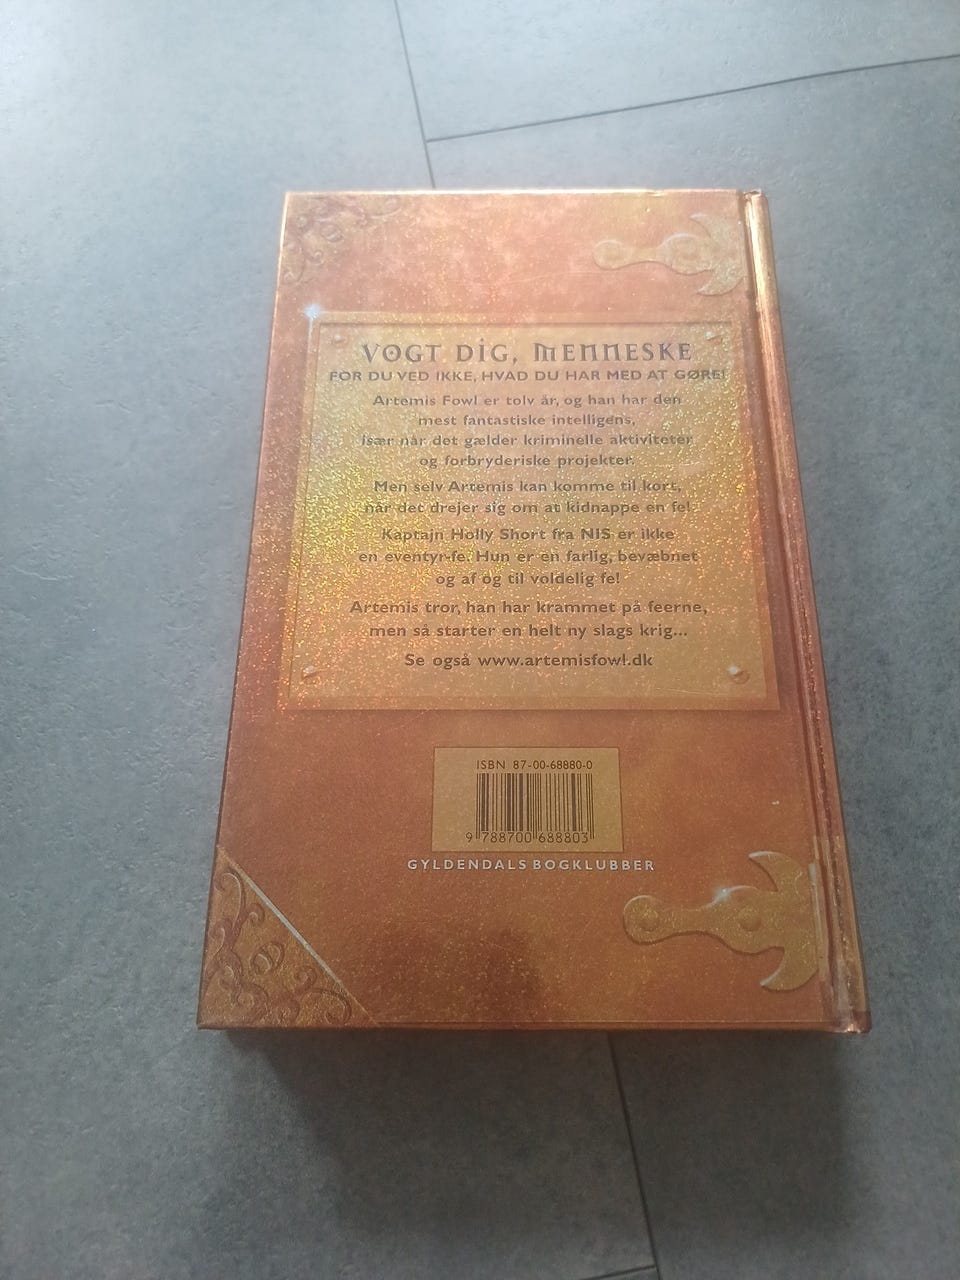 VOGT DIG, MENNESKE
FOR DU VED IKKE, HVAD DU HAR MED AT GØRE!
Artemis Fowl er tolv år, og han har den
mest fantastiske intelligens,
især når det gælder kriminelle aktiviteter
og forbryderiske projekter.
Men selv Artemis kan komme til kort,
når det drejer sig om at kidnappe en fe!
Kaptajn Holly Short fra NIS er ikke
en eventyr-fe. Hun er en farlig, bevæbnet
og af og til voldelig fe!
Artemis tror, han har krammet på feerne,
men så starter en helt ny slags krig...
Se også www.artemisfowl.dk
ISBN 87-00-68880-0
9 788700 688803
GYLDENDALS BOGKLUBBER